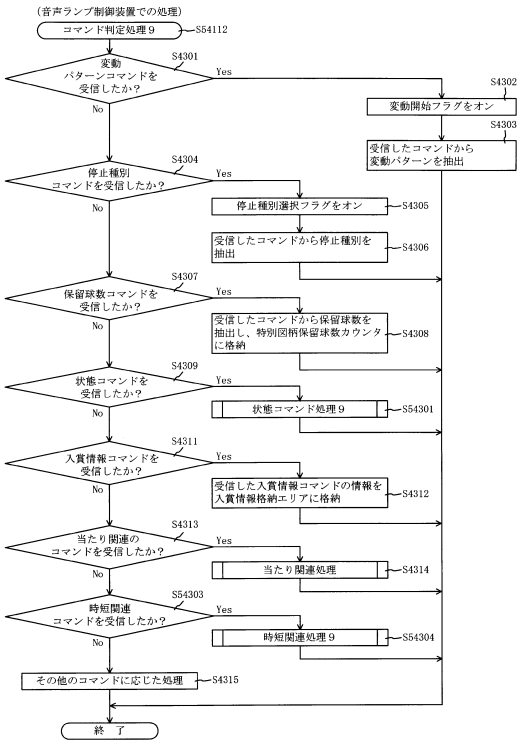 (音声ランプ制御装置での処理)
コマンド判定処理9
S54112
S4301
変動
パターンコマンドを
受信したか?
Yes
No
S4302
変動開始フラグをオン
S4303
受信したコマンドから
変動パターンを抽出
S4304
停止種別
コマンドを受信したか?
Yes
No
停止種別選択フラグをオン
S4305
受信したコマンドから停止種別を
抽出
S4306
S4307
保留球数コマンドを
受信したか?
Yes
No
受信したコマンドから保留球数を
抽出し、特別図柄保留球数カウンタ
に格納
S4308
S4309
状態コマンドを
受信したか?
Yes
No
状態コマンド処理9
S54301
S4311
入賞情報コマンドを
受信したか?
Yes
No
受信した入賞情報コマンドの情報を
入賞情報格納エリアに格納
S4312
S4313
当たり関連の
コマンドを受信したか?
Yes
No
当たり関連処理
S4314
S54303
時短関連
コマンドを受信したか?
Yes
No
時短関連処理9
S54304
その他のコマンドに応じた処理
S4315
終了